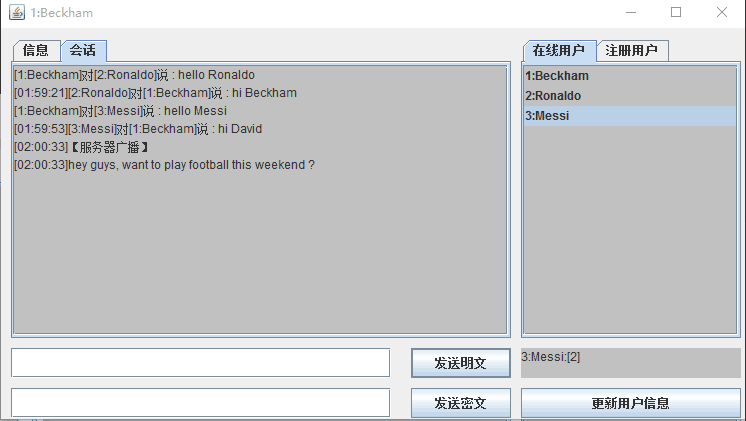 1:Beckham
信息 会话
[1:Beckham]对[2:Ronaldo]说 : hello Ronaldo
[01:59:21][2:Ronaldo]对[1:Beckham]说 : hi Beckham
[1:Beckham]对[3:Messi]说 : hello Messi
[01:59:53][3:Messi]对[1:Beckham]说 : hi David
[02:00:33]【服务器广播】
[02:00:33]hey guys, want to play football this weekend ?
在线用户 注册用户
1:Beckham
2:Ronaldo
3:Messi
发送明文
3:Messi:[2]
发送密文
更新用户信息